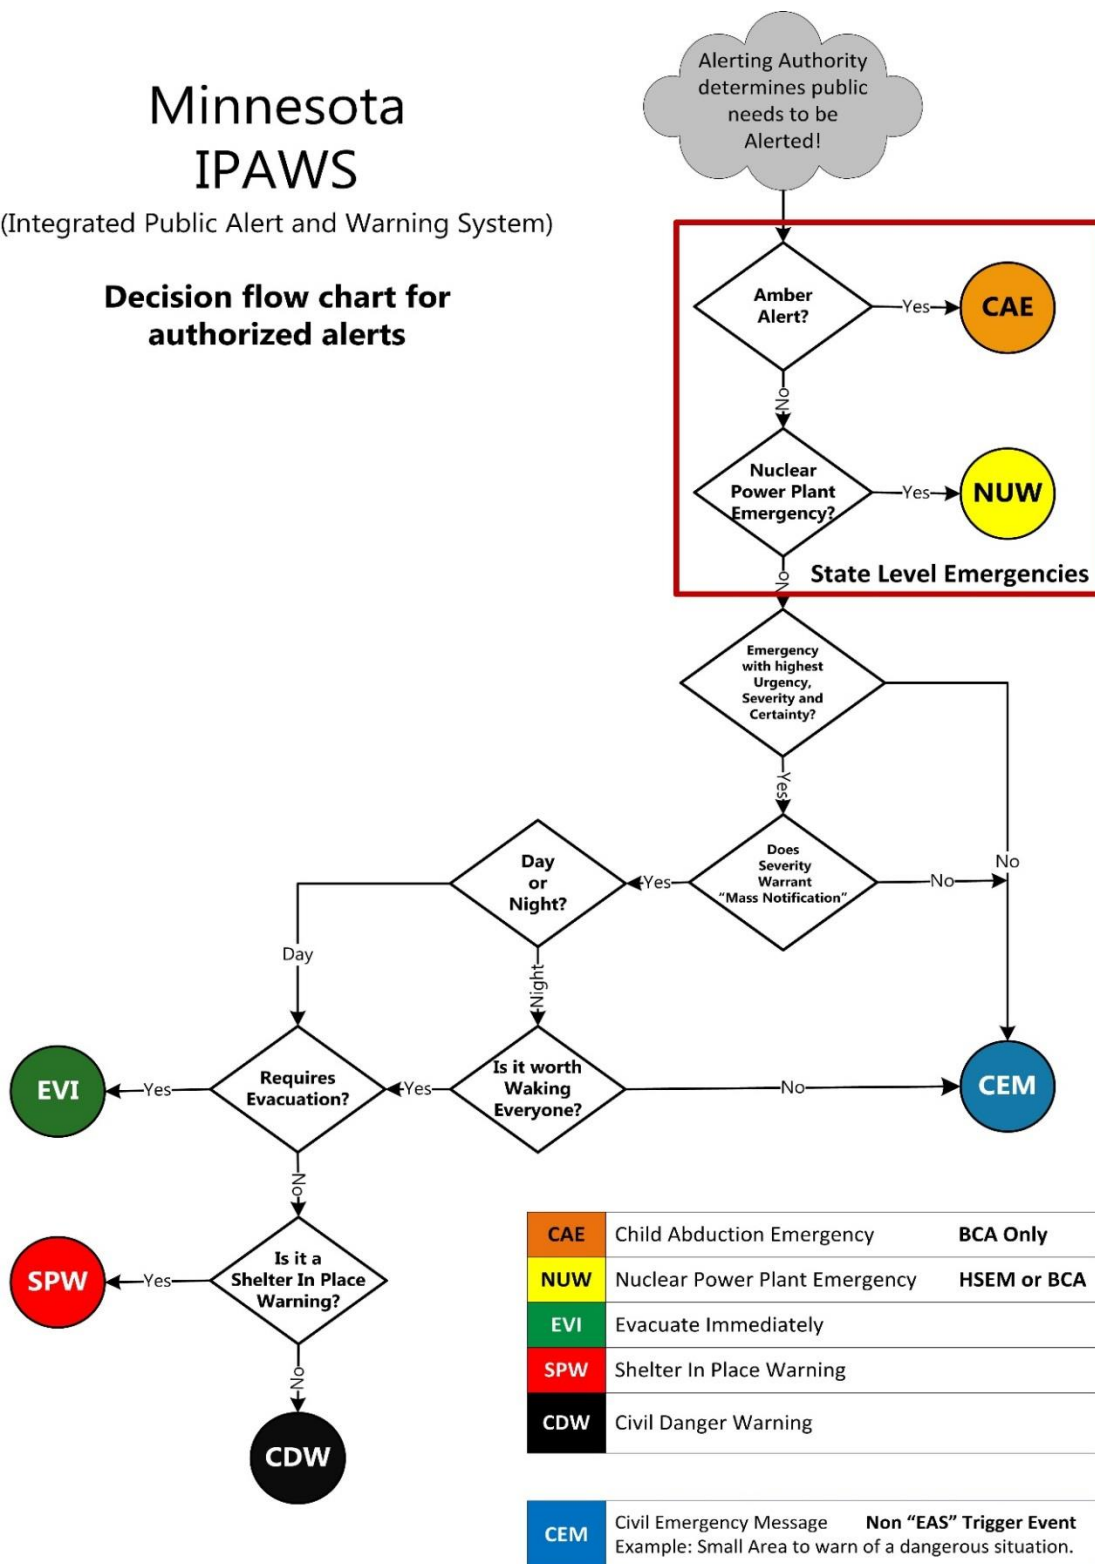 Minnesota
IPAWS
(Integrated Public Alert and Warning System)
Decision flow chart for
authorized alerts
Alerting Authority
determines public
needs to be
Alerted!
Amber
Alert?
Yes
CAE
No
Nuclear
Power Plant
Emergency?
Yes
NUW
No
State Level Emergencies
Emergency
with highest
Urgency,
Severity and
Certainty?
No
Yes
Does
Severity
Warrant
“Mass Notification”
No
Yes
Day
or
Night?
Day
Night
Is it worth
Waking
Everyone?
No
CEM
Yes
Requires
Evacuation?
Yes
EVI
No
Is it a
Shelter In Place
Warning?
Yes
SPW
No
CDW
CAE Child Abduction Emergency BCA Only
NUW Nuclear Power Plant Emergency HSEM or BCA
EVI Evacuate Immediately
SPW Shelter In Place Warning
CDW Civil Danger Warning
CEM Civil Emergency Message Non “EAS” Trigger Event
Example: Small Area to warn of a dangerous situation.